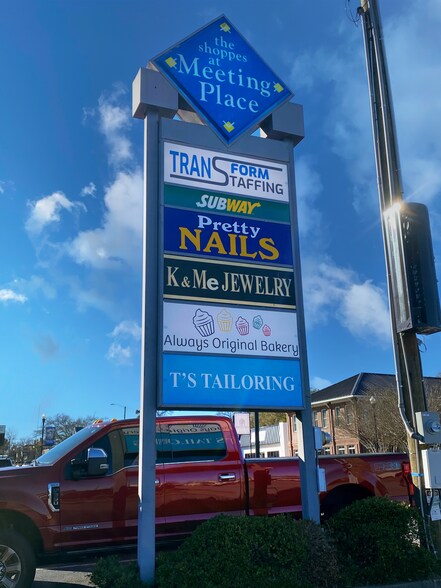 the shoppes
at
Meeting
Place
TRANSFORM
STAFFING
SUBWAY
Pretty
NAILS
K & Me JEWELRY
Always Original Bakery
T'S TAILORING